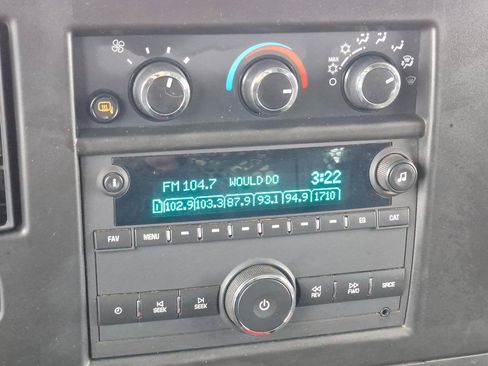 MAX
FM 104.7 WOULD DO 3:22
1 102.9 103.3 87.9 93.1 94.9 1710
FAV MENU EQ CAT
SEEK SEEK REV FWD SRCE